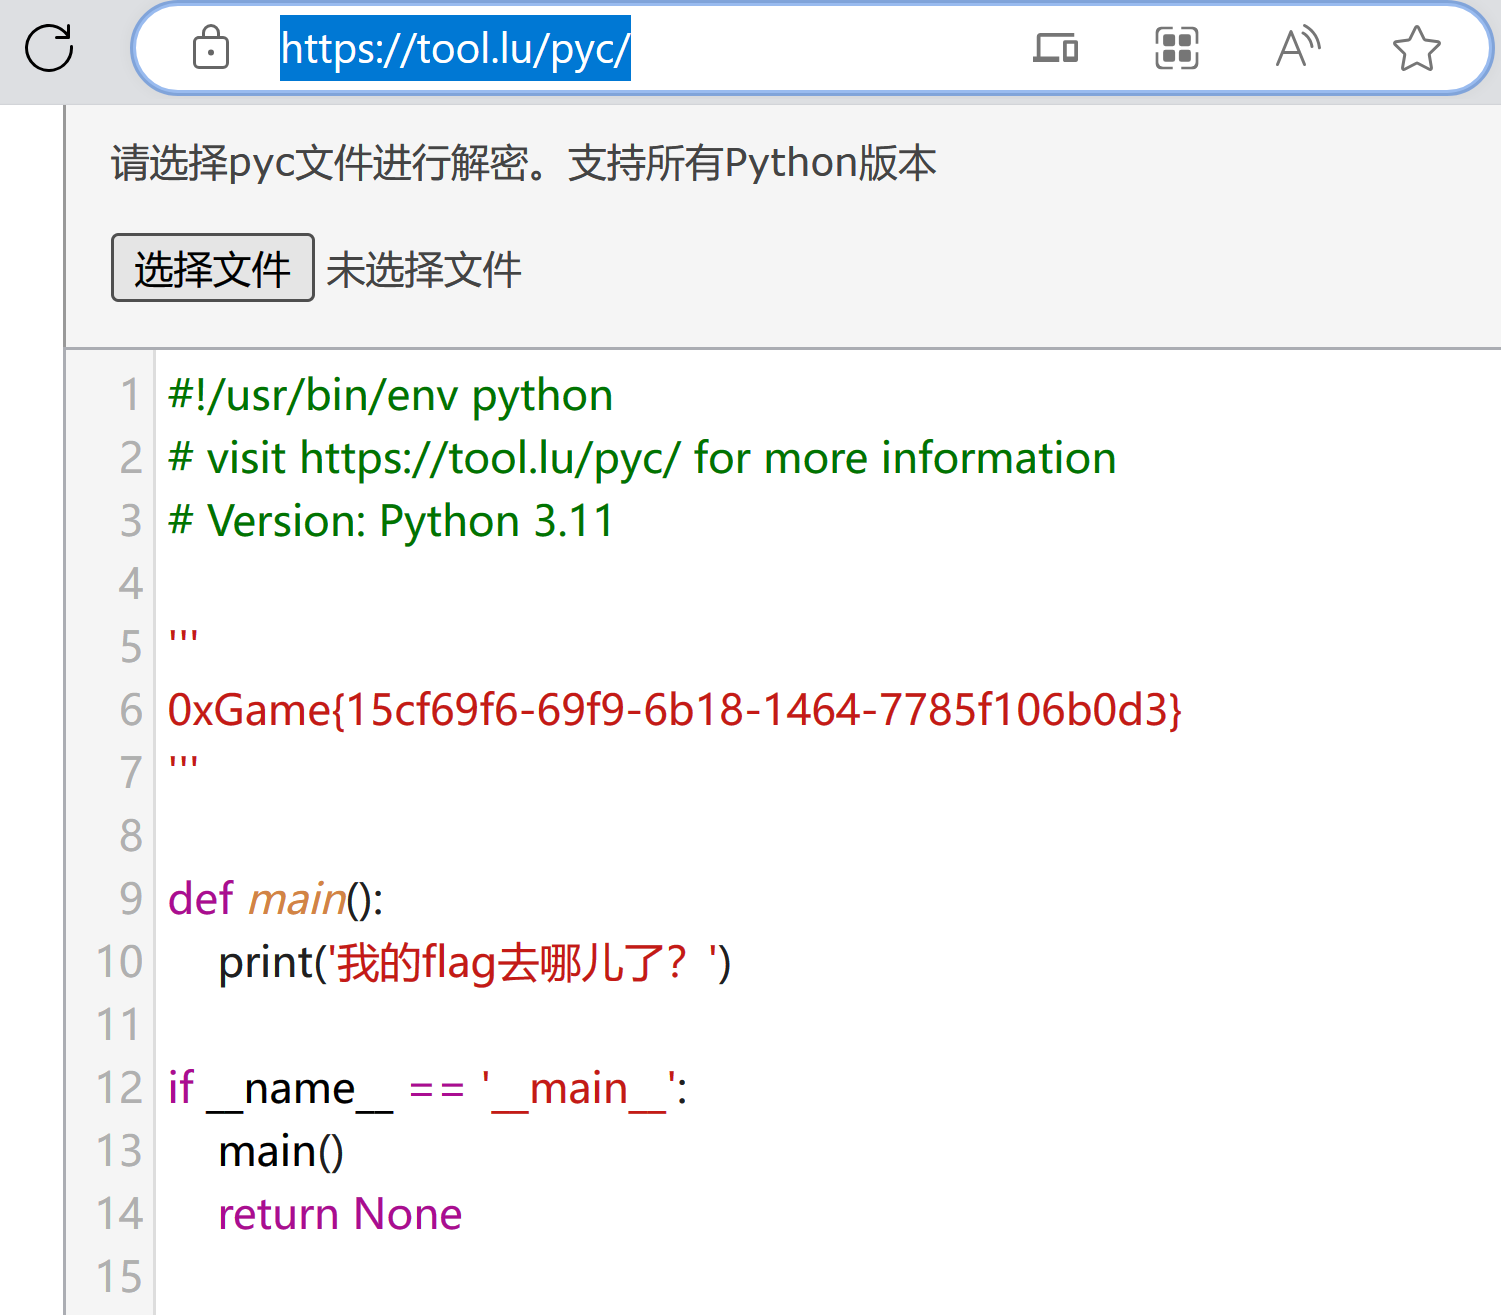 https://tool.lu/pyc/
请选择pyc文件进行解密。支持所有Python版本
选择文件 未选择文件
1 #!/usr/bin/env python
2 # visit https://tool.lu/pyc/ for more information
3 # Version: Python 3.11
4
5 '''
6 0xGame{15cf69f6-69f9-6b18-1464-7785f106b0d3}
7 '''
8
9 def main():
10     print('我的flag去哪儿了？')
11
12 if __name__ == '__main__':
13     main()
14     return None
15